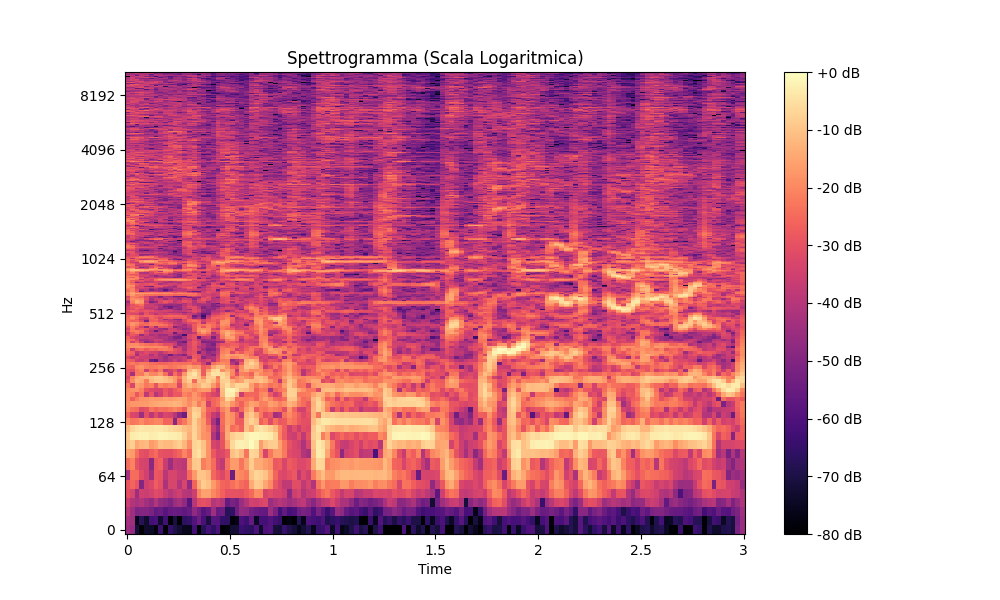 Spettrogramma (Scala Logaritmica)
Hz
8192
4096
2048
1024
512
256
128
64
0
0 0.5 1 1.5 2 2.5 3
Time
+0 dB
-10 dB
-20 dB
-30 dB
-40 dB
-50 dB
-60 dB
-70 dB
-80 dB